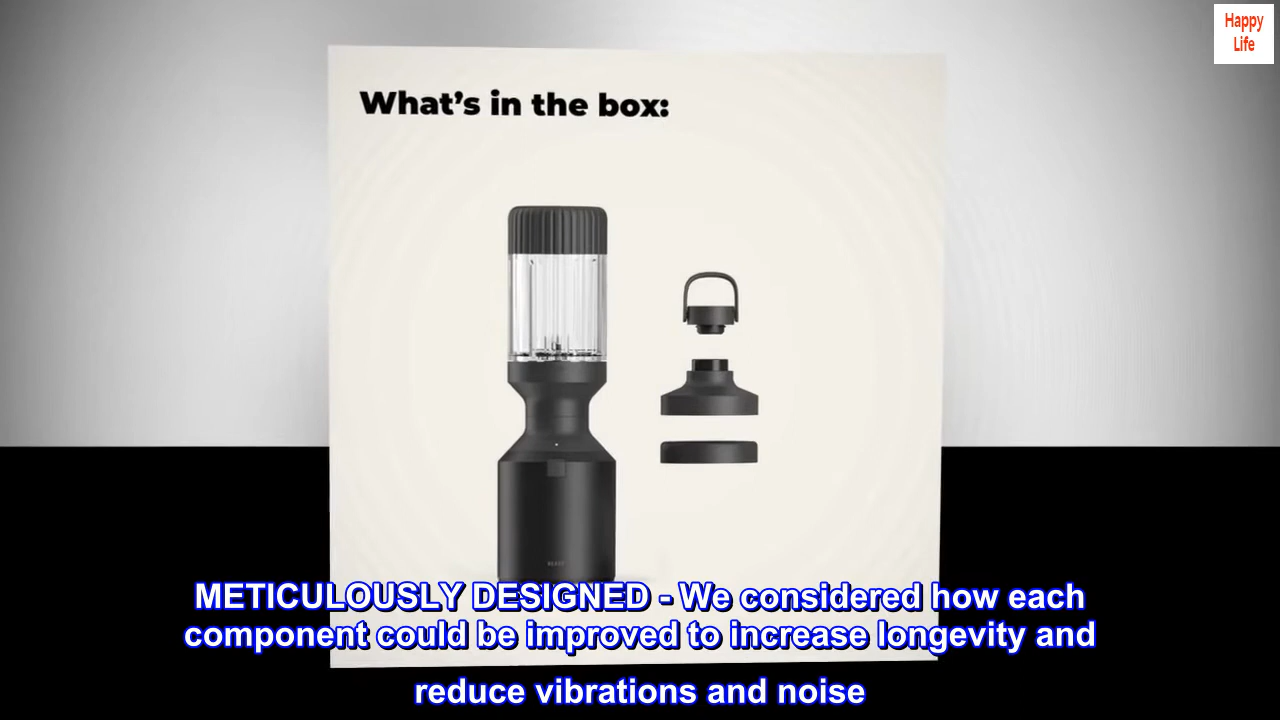 Happy
Life
What's in the box:
METICULOUSLY DESIGNED - We considered how each
component could be improved to increase longevity and
reduce vibrations and noise